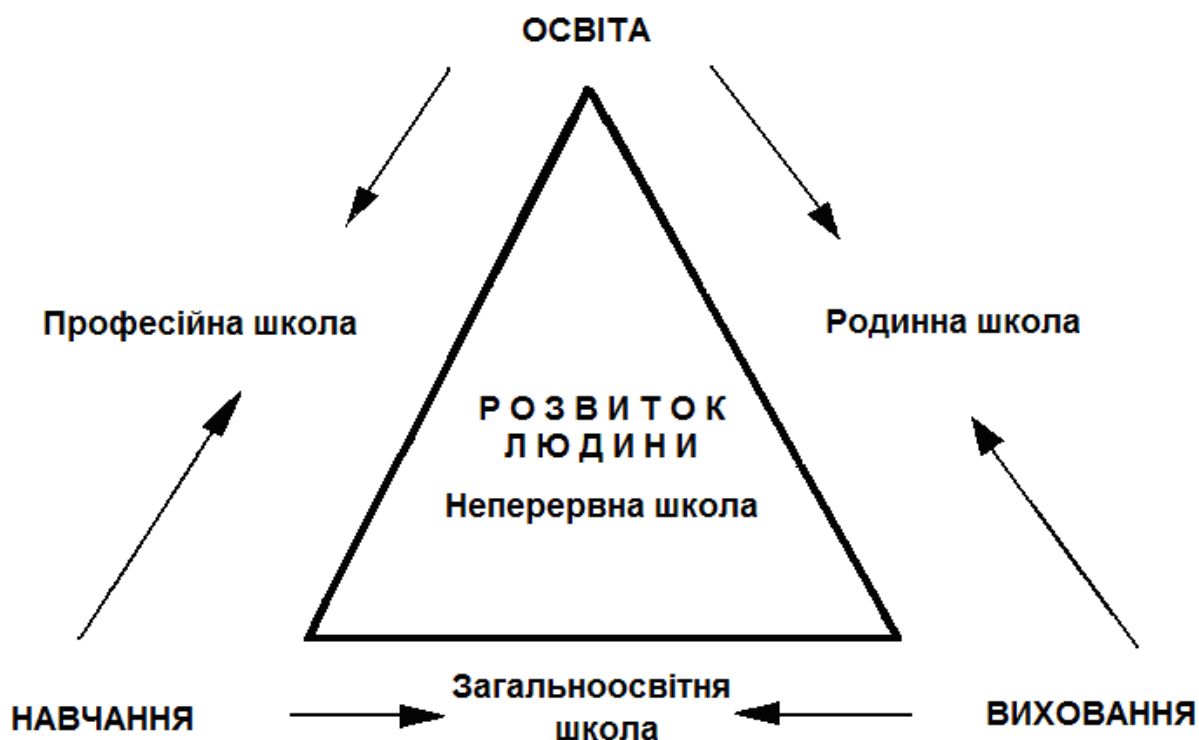 ОСВІТА
Професійна школа
Родинна школа
Р О З В И Т О К
Л Ю Д И Н И
Неперервна школа
Загальноосвітня
школа
НАВЧАННЯ
ВИХОВАННЯ